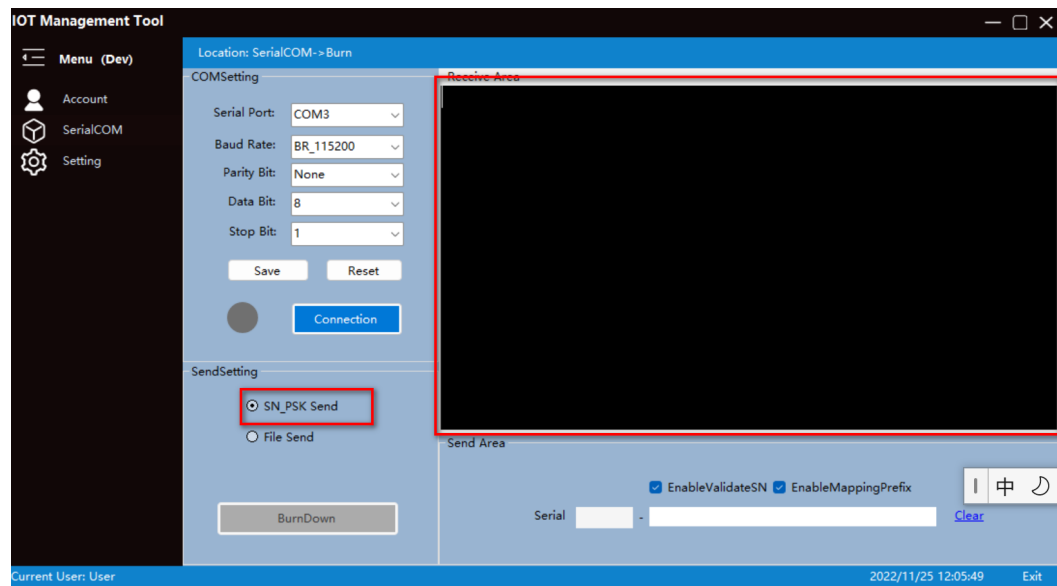 IOT Management Tool
Menu (Dev)
Account
SerialCOM
Setting
Location: SerialCOM->Burn
COMSetting
Serial Port:
COM3
Baud Rate:
BR_115200
Parity Bit:
None
Data Bit:
8
Stop Bit:
1
Save
Reset
Connection
SendSetting
SN_PSK Send
File Send
BurnDown
Receive Area
Send Area
EnableValidateSN
EnableMappingPrefix
Serial
-
Clear
中
Current User: User
2022/11/25 12:05:49
Exit